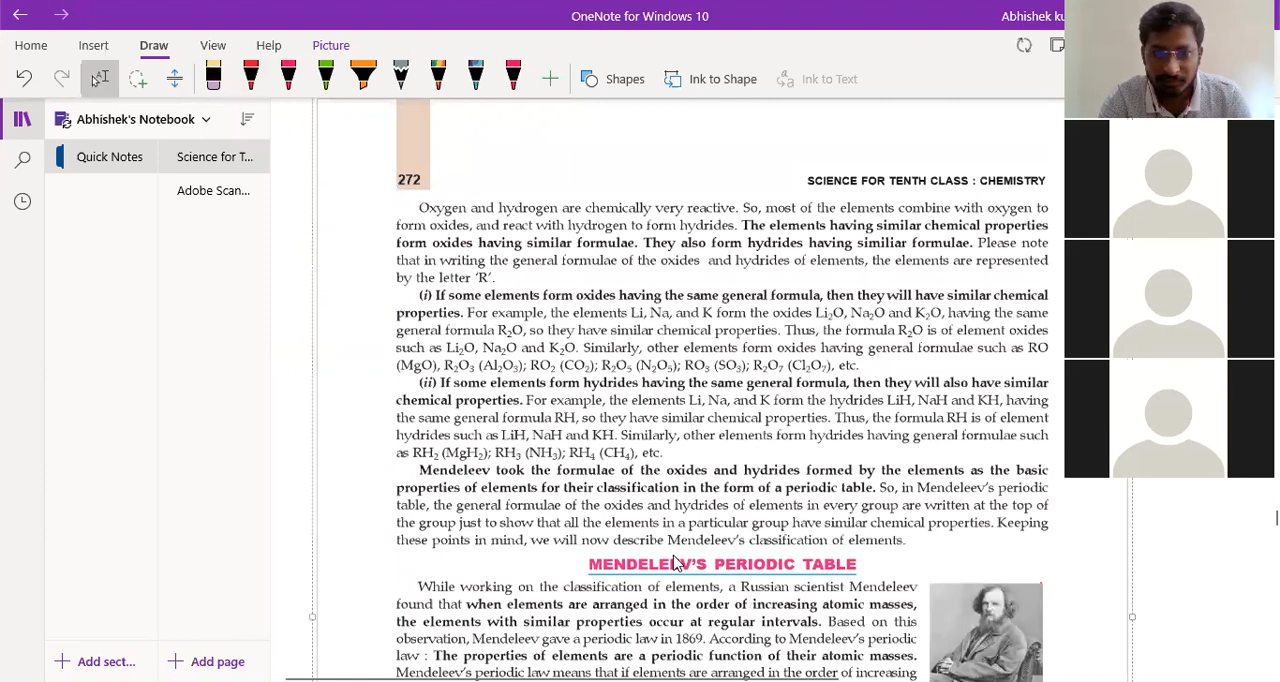 OneNote for Windows 10
Abhishek ku
Home Insert Draw View Help Picture
Shapes Ink to Shape Ink to Text
Abhishek's Notebook
Quick Notes
Science for T...
Adobe Scan...
272
SCIENCE FOR TENTH CLASS : CHEMISTRY
Oxygen and hydrogen are chemically very reactive. So, most of the elements combine with oxygen to
form oxides, and react with hydrogen to form hydrides. The elements having similar chemical properties
form oxides having similar formulae. They also form hydrides having similiar formulae. Please note
that in writing the general formulae of the oxides and hydrides of elements, the elements are represented
by the letter ‘R’.
(i) If some elements form oxides having the same general formula, then they will have similar chemical
properties. For example, the elements Li, Na, and K form the oxides Li₂O, Na₂O and K₂O, having the same
general formula R₂O, so they have similar chemical properties. Thus, the formula R₂O is of element oxides
such as Li₂O, Na₂O and K₂O. Similarly, other elements form oxides having general formulae such as RO
(MgO), R₂O₃ (Al₂O₃); RO₂ (CO₂); R₂O₅ (N₂O₅); RO₃ (SO₃); R₂O₇ (Cl₂O₇), etc.
(ii) If some elements form hydrides having the same general formula, then they will also have similar
chemical properties. For example, the elements Li, Na, and K form the hydrides LiH, NaH and KH, having
the same general formula RH, so they have similar chemical properties. Thus, the formula RH is of element
hydrides such as LiH, NaH and KH. Similarly, other elements form hydrides having general formulae such
as RH₂ (MgH₂); RH₃ (NH₃); RH₄ (CH₄), etc.
Mendeleev took the formulae of the oxides and hydrides formed by the elements as the basic
properties of elements for their classification in the form of a periodic table. So, in Mendeleev’s periodic
table, the general formulae of the oxides and hydrides of elements in every group are written at the top of
the group just to show that all the elements in a particular group have similar chemical properties. Keeping
these points in mind, we will now describe Mendeleev’s classification of elements.
MENDELEEV’S PERIODIC TABLE
While working on the classification of elements, a Russian scientist Mendeleev
found that when elements are arranged in the order of increasing atomic masses,
the elements with similar properties occur at regular intervals. Based on this
observation, Mendeleev gave a periodic law in 1869. According to Mendeleev’s periodic
law : The properties of elements are a periodic function of their atomic masses.
Mendeleev’s periodic law means that if elements are arranged in the order of increasing
Add sect... Add page